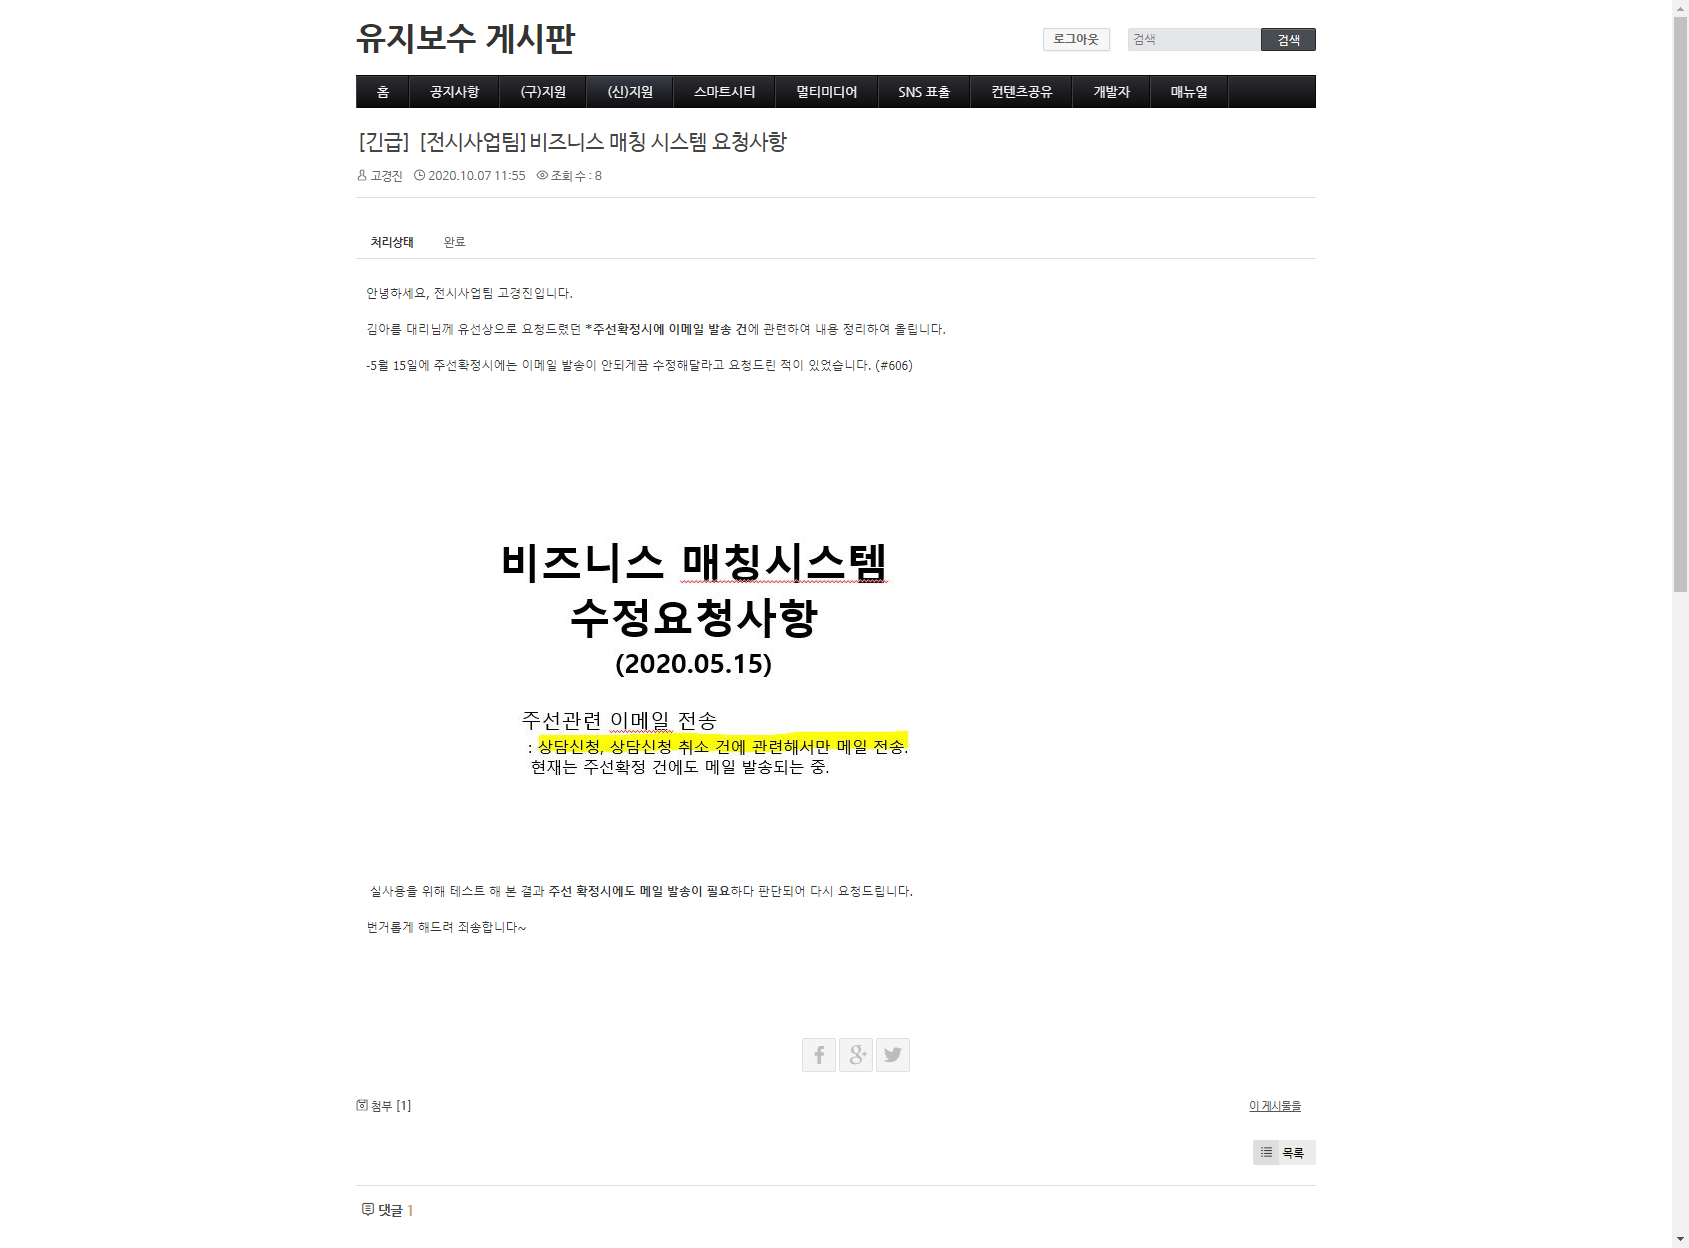 유지보수 게시판
로그아웃 검색 검색
홈 공지사항 (구)지원 (신)지원 스마트시티 멀티미디어 SNS 표출 컨텐츠공유 개발자 매뉴얼
[긴급] [전시사업팀]비즈니스 매칭 시스템 요청사항
고경진 2020.10.07 11:55 조회 수 : 8
처리상태 완료
안녕하세요, 전시사업팀 고경진입니다.
김아름 대리님께 유선상으로 요청드렸던 *주선확정시에 이메일 발송 건에 관련하여 내용 정리하여 올립니다.
-5월 15일에 주선확정시에는 이메일 발송이 안되게끔 수정해달라고 요청드린 적이 있었습니다. (#606)
비즈니스 매칭시스템
수정요청사항
(2020.05.15)
주선관련 이메일 전송
: 상담신청, 상담신청 취소 건에 관련해서만 메일 전송.
현재는 주선확정 건에도 메일 발송되는 중.
실사용을 위해 테스트 해 본 결과 주선 확정시에도 메일 발송이 필요하다 판단되어 다시 요청드립니다.
번거롭게 해드려 죄송합니다~
첨부 [1] 이 게시물을
목록
댓글 1